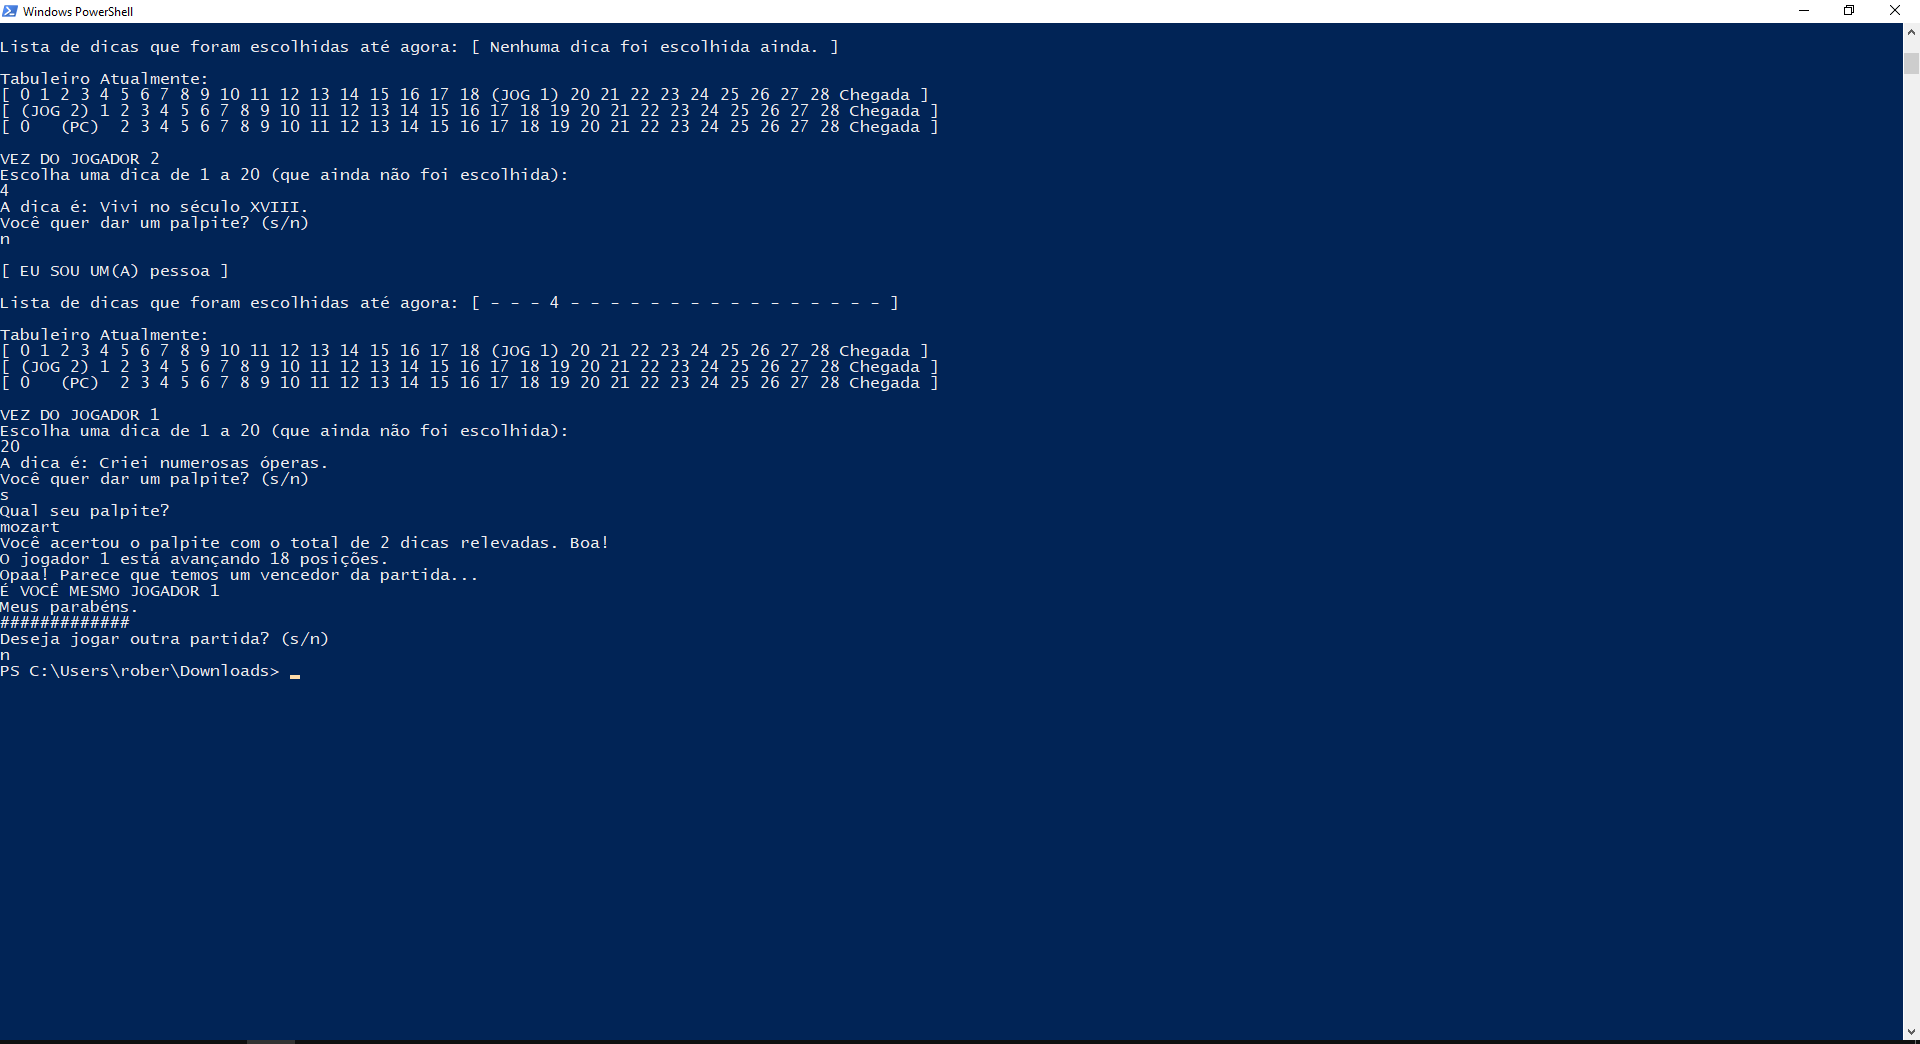 Windows PowerShell
Lista de dicas que foram escolhidas até agora: [ Nenhuma dica foi escolhida ainda. ]
Tabuleiro Atualmente:
[ 0 1 2 3 4 5 6 7 8 9 10 11 12 13 14 15 16 17 18 (JOG 1) 20 21 22 23 24 25 26 27 28 Chegada ]
[ (JOG 2) 1 2 3 4 5 6 7 8 9 10 11 12 13 14 15 16 17 18 19 20 21 22 23 24 25 26 27 28 Chegada ]
[ 0   (PC)  2 3 4 5 6 7 8 9 10 11 12 13 14 15 16 17 18 19 20 21 22 23 24 25 26 27 28 Chegada ]
VEZ DO JOGADOR 2
Escolha uma dica de 1 a 20 (que ainda não foi escolhida):
4
A dica é: Vivi no século XVIII.
Você quer dar um palpite? (s/n)
n
[ EU SOU UM(A) pessoa ]
Lista de dicas que foram escolhidas até agora: [ - - - 4 - - - - - - - - - - - - - - - - ]
Tabuleiro Atualmente:
[ 0 1 2 3 4 5 6 7 8 9 10 11 12 13 14 15 16 17 18 (JOG 1) 20 21 22 23 24 25 26 27 28 Chegada ]
[ (JOG 2) 1 2 3 4 5 6 7 8 9 10 11 12 13 14 15 16 17 18 19 20 21 22 23 24 25 26 27 28 Chegada ]
[ 0   (PC)  2 3 4 5 6 7 8 9 10 11 12 13 14 15 16 17 18 19 20 21 22 23 24 25 26 27 28 Chegada ]
VEZ DO JOGADOR 1
Escolha uma dica de 1 a 20 (que ainda não foi escolhida):
20
A dica é: Criei numerosas óperas.
Você quer dar um palpite? (s/n)
s
Qual seu palpite?
mozart
Você acertou o palpite com o total de 2 dicas relevadas. Boa!
O jogador 1 está avançando 18 posições.
Opaa! Parece que temos um vencedor da partida...
É VOCÊ MESMO JOGADOR 1
Meus parabéns.
#############
Deseja jogar outra partida? (s/n)
n
PS C:\Users\rober\Downloads>